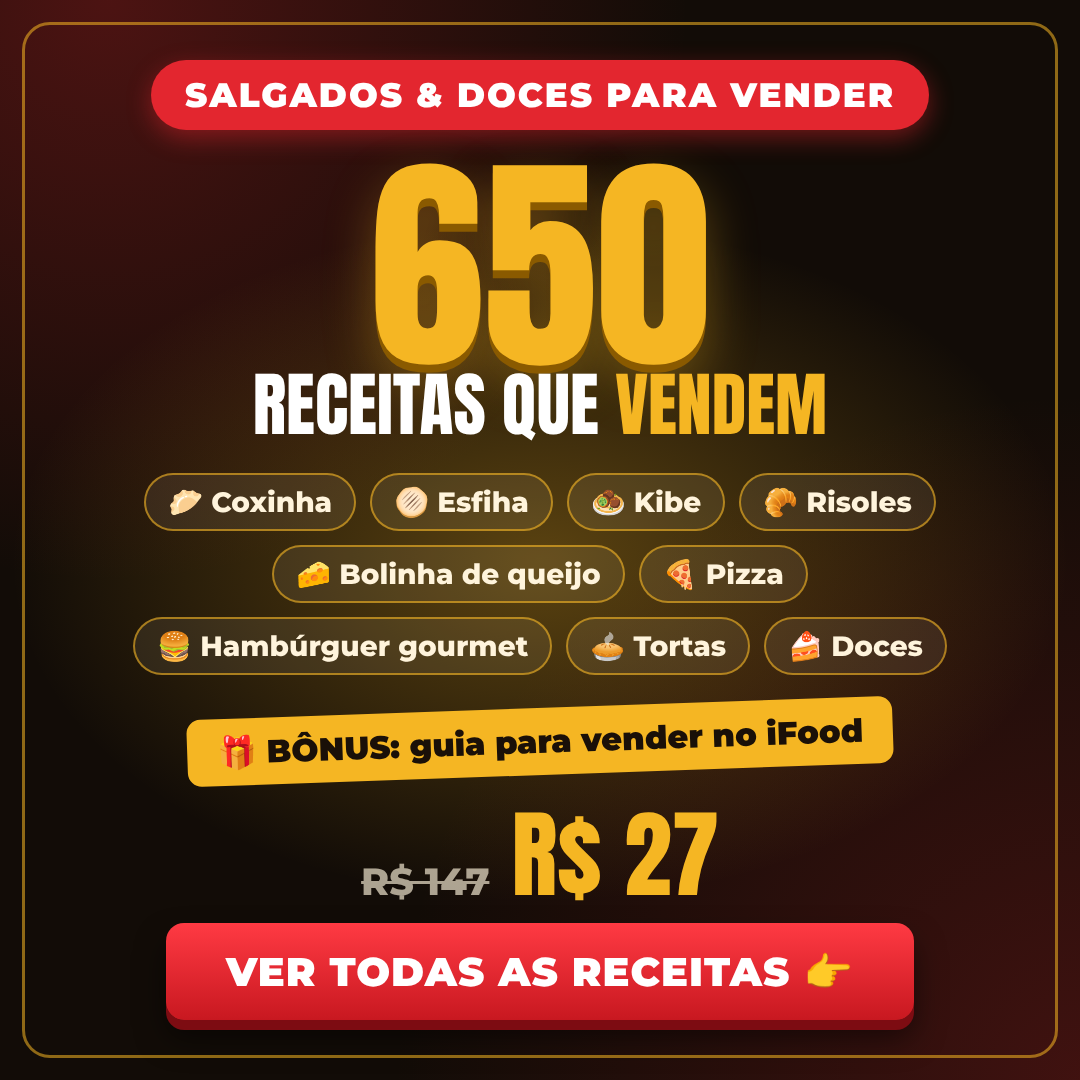 SALGADOS & DOCES PARA VENDER
650
RECEITAS QUE VENDEM
Coxinha Esfiha Kibe Risoles
Bolinha de queijo Pizza
Hambúrguer gourmet Tortas Doces
BÔNUS: guia para vender no iFood
R$ 147 R$ 27
VER TODAS AS RECEITAS